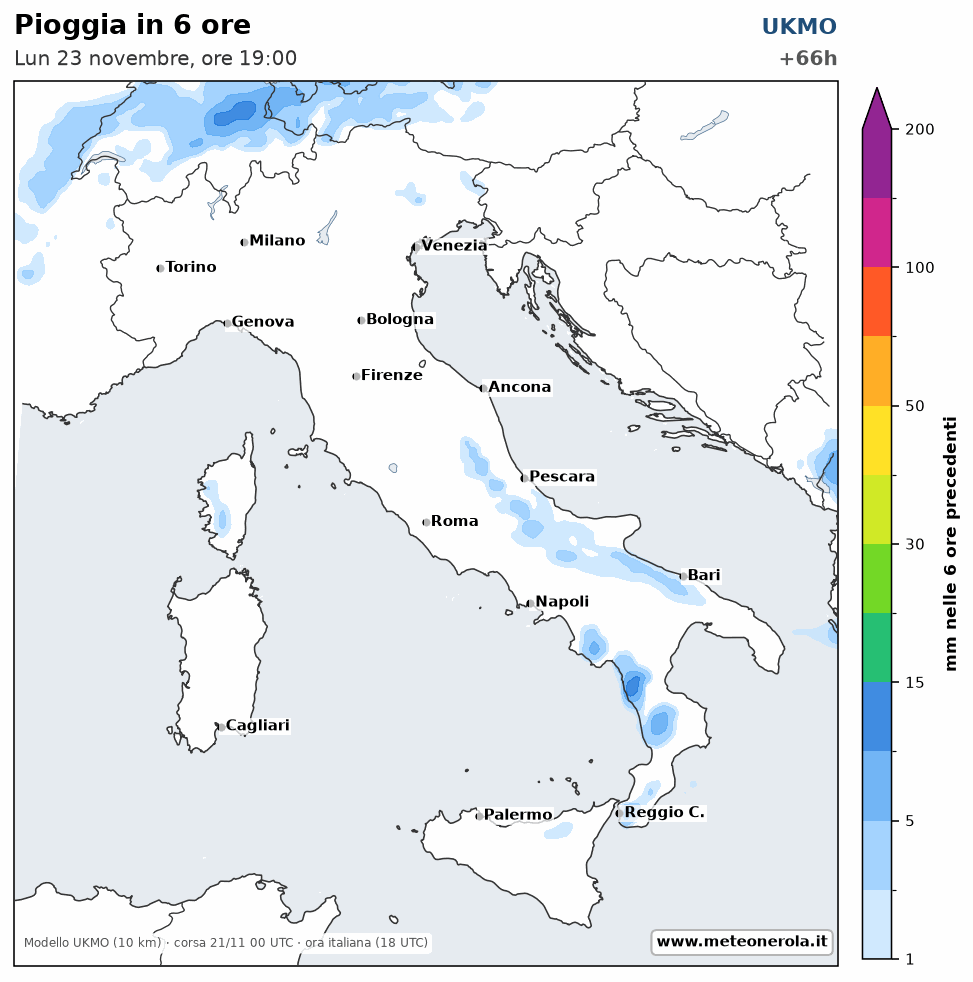 Pioggia in 6 ore
UKMO
Lun 23 novembre, ore 19:00
+66h
200
100
50
30
15
5
1
mm nelle 6 ore precedenti
Milano
Venezia
Torino
Genova
Bologna
Firenze
Ancona
Pescara
Roma
Bari
Napoli
Cagliari
Palermo
Reggio C.
Modello UKMO (10 km) · corsa 21/11 00 UTC · ora italiana (18 UTC)
www.meteonerola.it